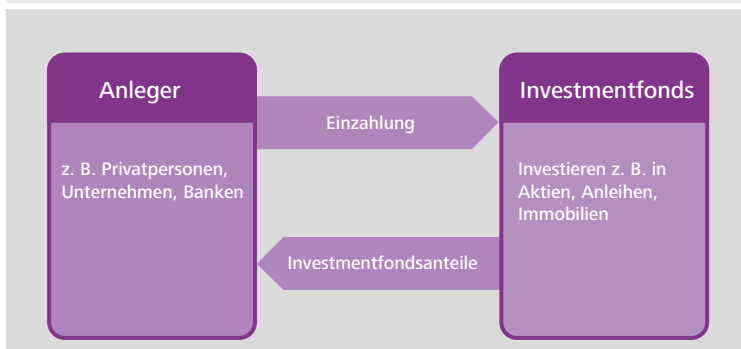 Anleger
Investmentfonds
Einzahlung
z. B. Privatpersonen,
Unternehmen, Banken
Investieren z. B. in
Aktien, Anleihen,
Immobilien
Investmentfondsanteile